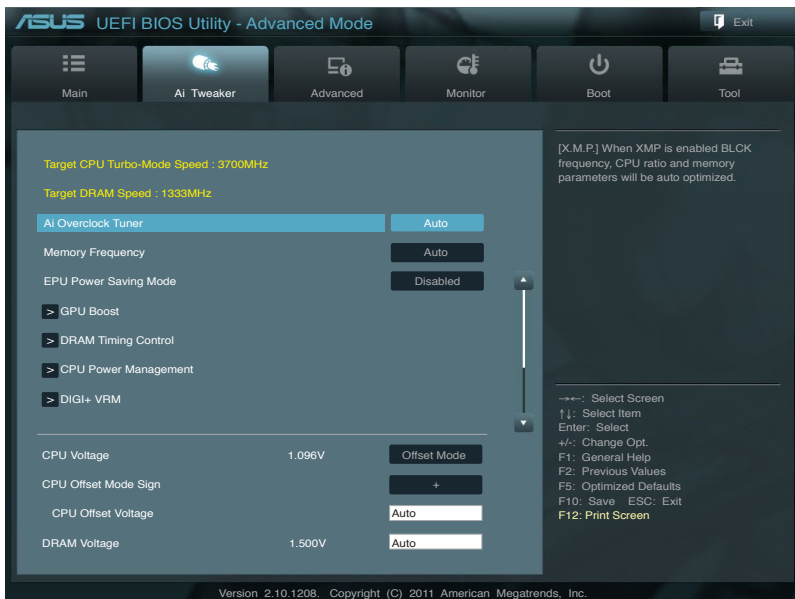 ASUS UEFI BIOS Utility - Advanced Mode
Exit
Main
Ai Tweaker
Advanced
Monitor
Boot
Tool
Target CPU Turbo-Mode Speed : 3700MHz
Target DRAM Speed : 1333MHz
Ai Overclock Tuner Auto
Memory Frequency Auto
EPU Power Saving Mode Disabled
> GPU Boost
> DRAM Timing Control
> CPU Power Management
> DIGI+ VRM
CPU Voltage 1.096V Offset Mode
CPU Offset Mode Sign +
CPU Offset Voltage Auto
DRAM Voltage 1.500V Auto
[X.M.P.] When XMP is enabled BLCK
frequency, CPU ratio and memory
parameters will be auto optimized.
→←: Select Screen
↑↓: Select Item
Enter: Select
+/-: Change Opt.
F1: General Help
F2: Previous Values
F5: Optimized Defaults
F10: Save ESC: Exit
F12: Print Screen
Version 2.10.1208. Copyright (C) 2011 American Megatrends, Inc.